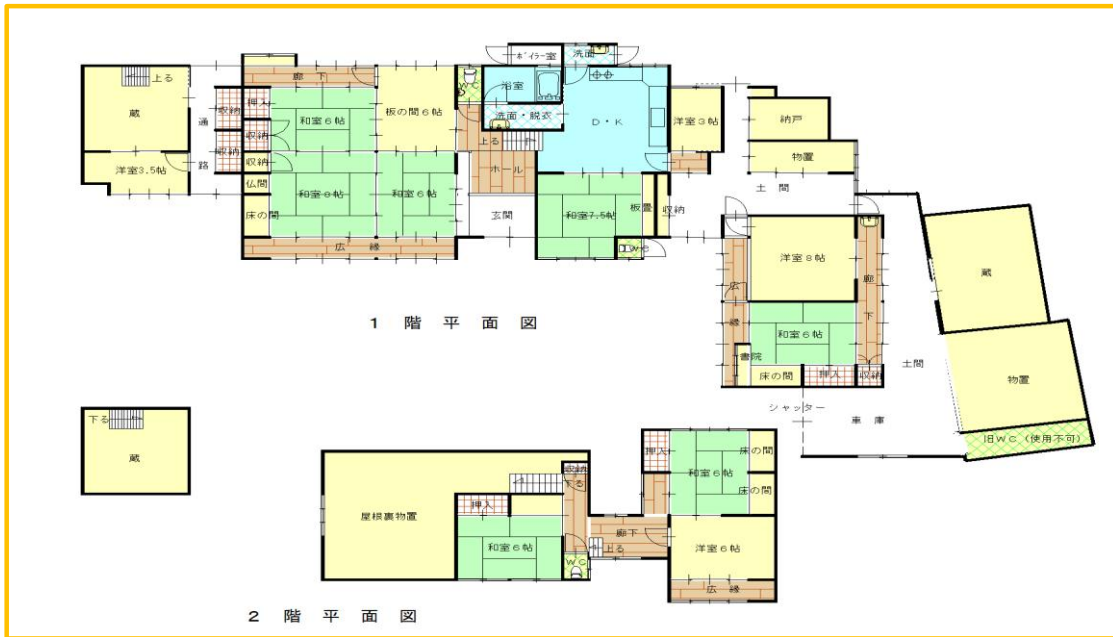 ボイラー室
洗面
上る
廊下
WC
浴室
蔵
収納
押入
和室6帖
板の間6帖
洗面・脱衣
D・K
洋室3帖
納戸
通
路
収納
収納
上る
ホール
物置
洋室3.5帖
収納
仏間
和室8帖
和室6帖
土間
床の間
玄関
和室7.5帖
板畳
収納
広縁
WC
洋室8帖
廊
下
蔵
広
縁
1階平面図
和室6帖
書院
土間
床の間
押入
収納
物置
シャッター
車庫
下る
蔵
旧WC(使用不可)
押入
床の間
和室6帖
収納
下る
床の間
屋根裏物置
押入
和室6帖
廊下
上る
洋室6帖
WC
広縁
2階平面図